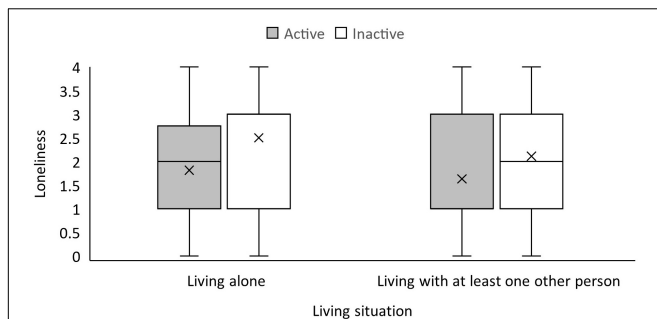 Active Inactive
4
3.5
3
2.5
2
1.5
1
0.5
0
Loneliness
Living alone Living with at least one other person
Living situation